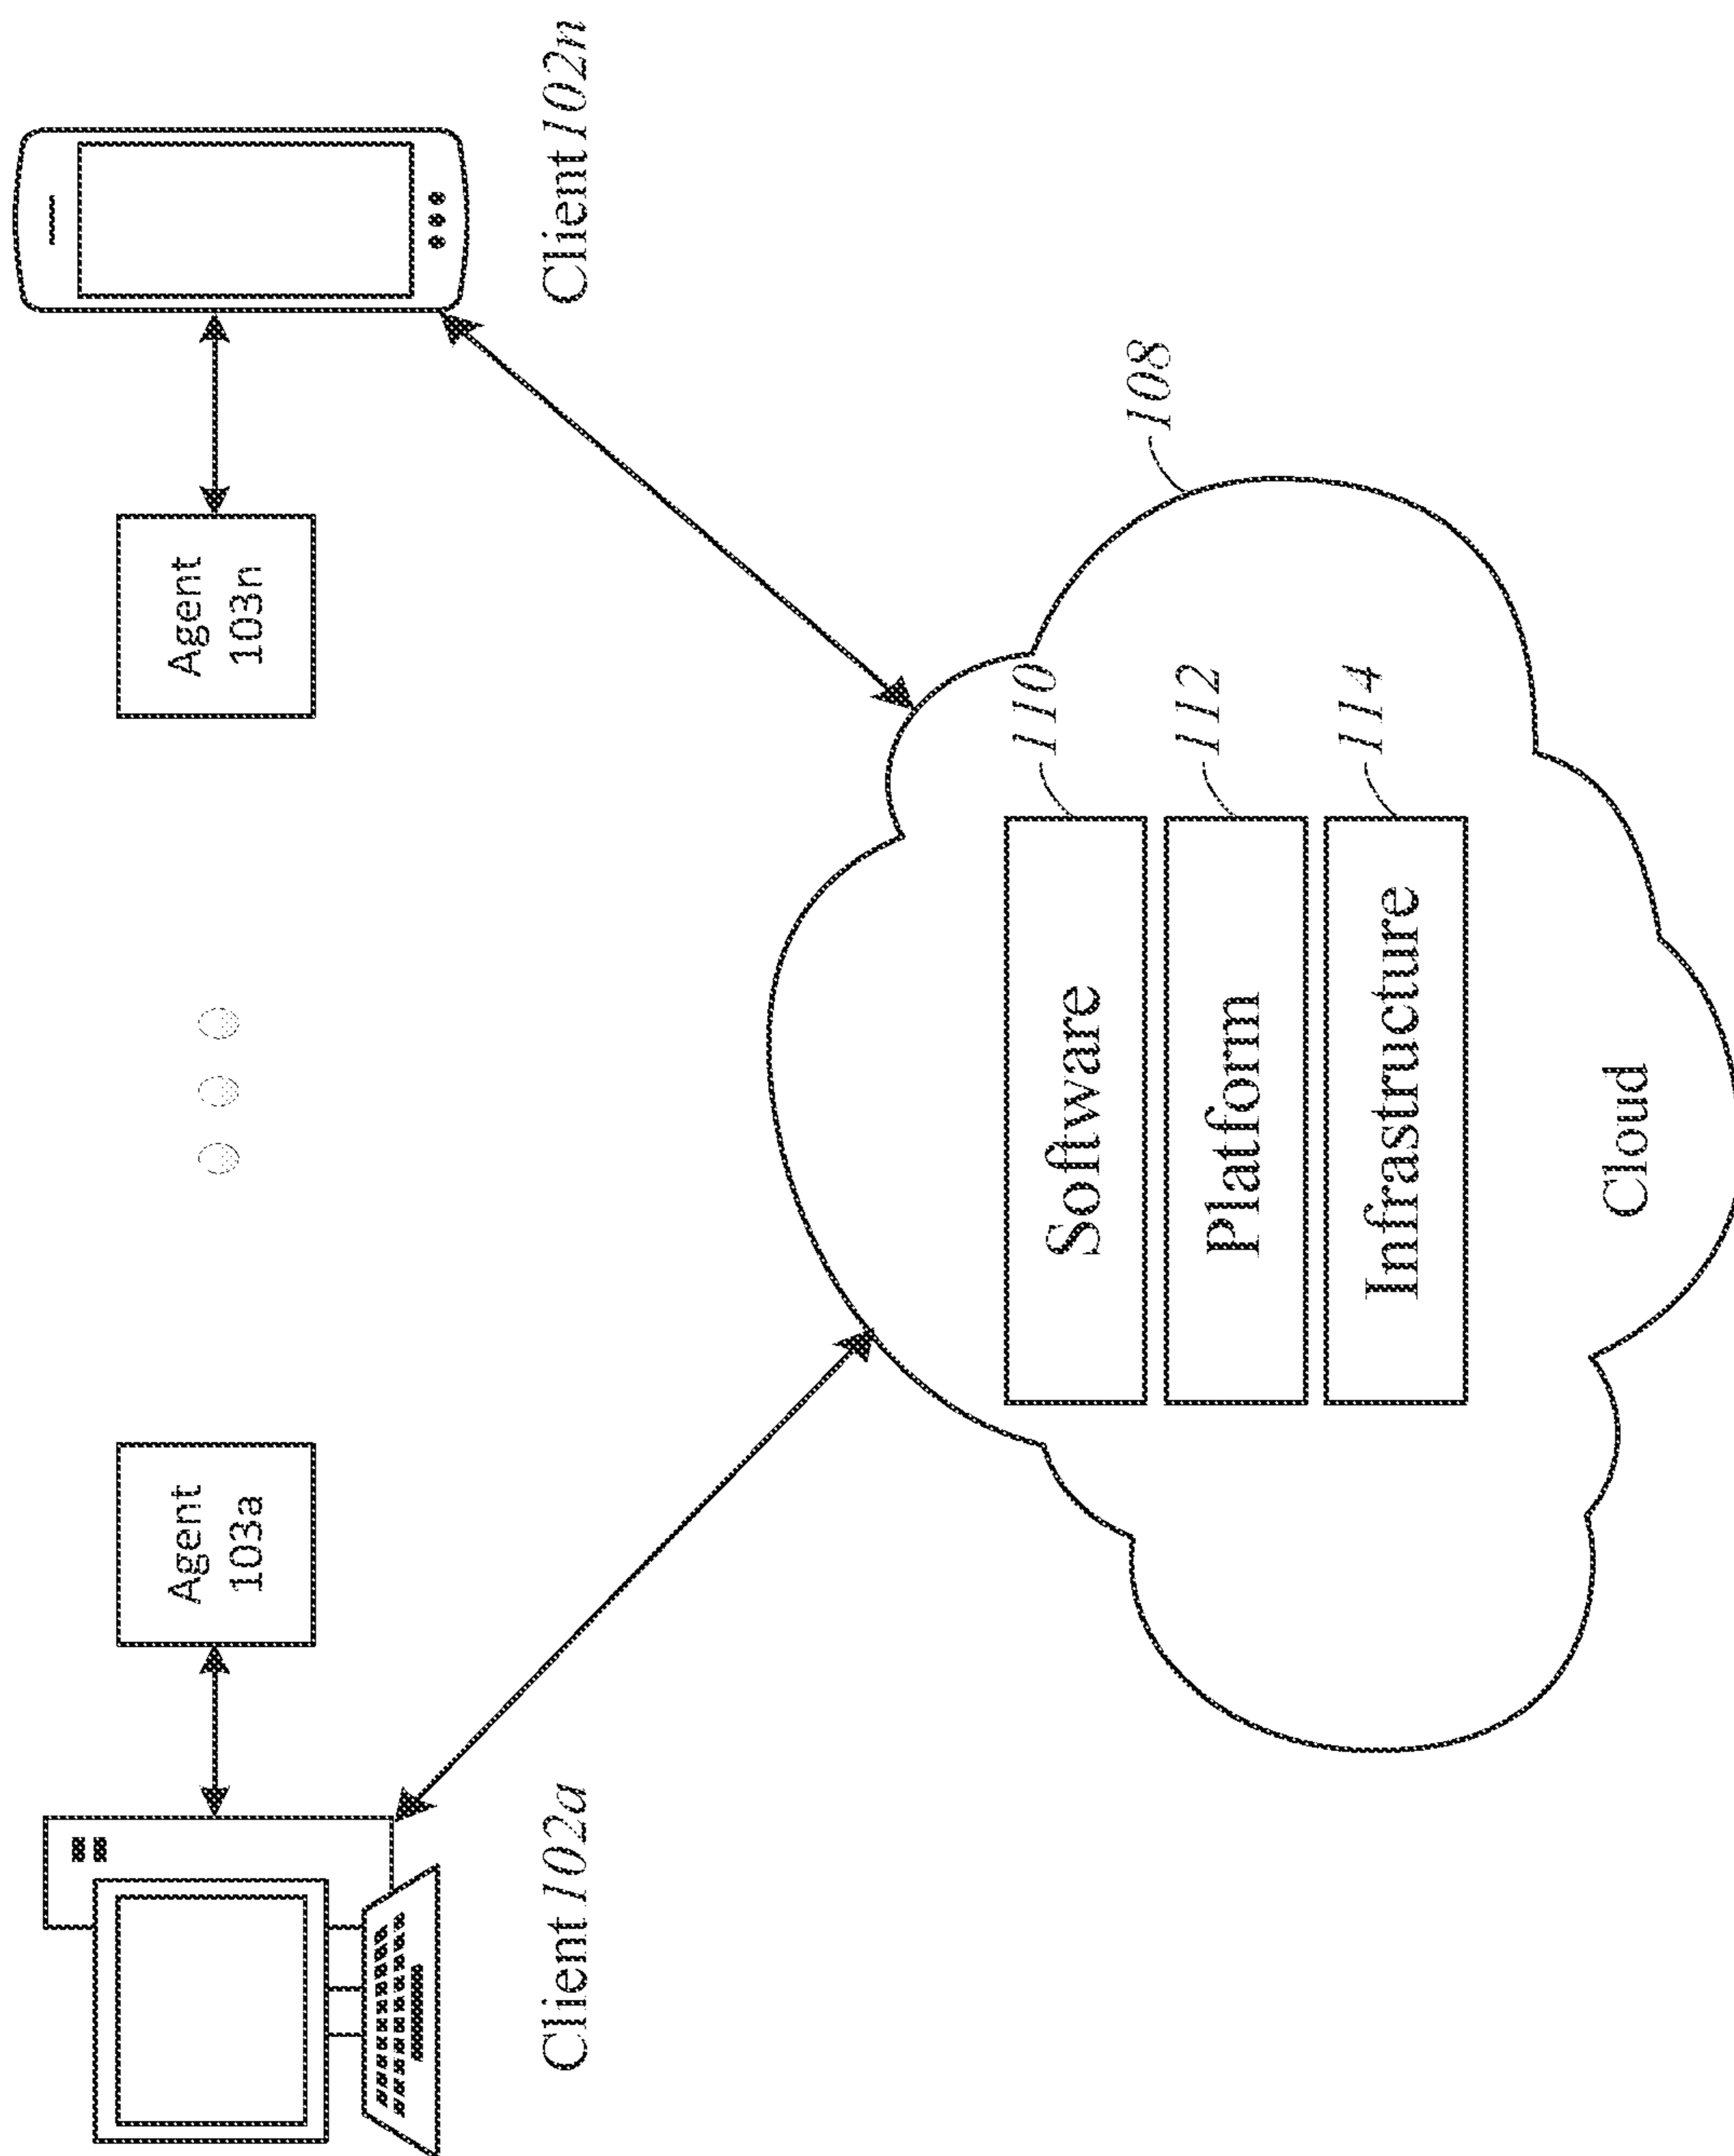 Agent
103a
Agent
103n
Client 102a
Client 102n
108
Software
110
Platform
112
Infrastructure
114
Cloud